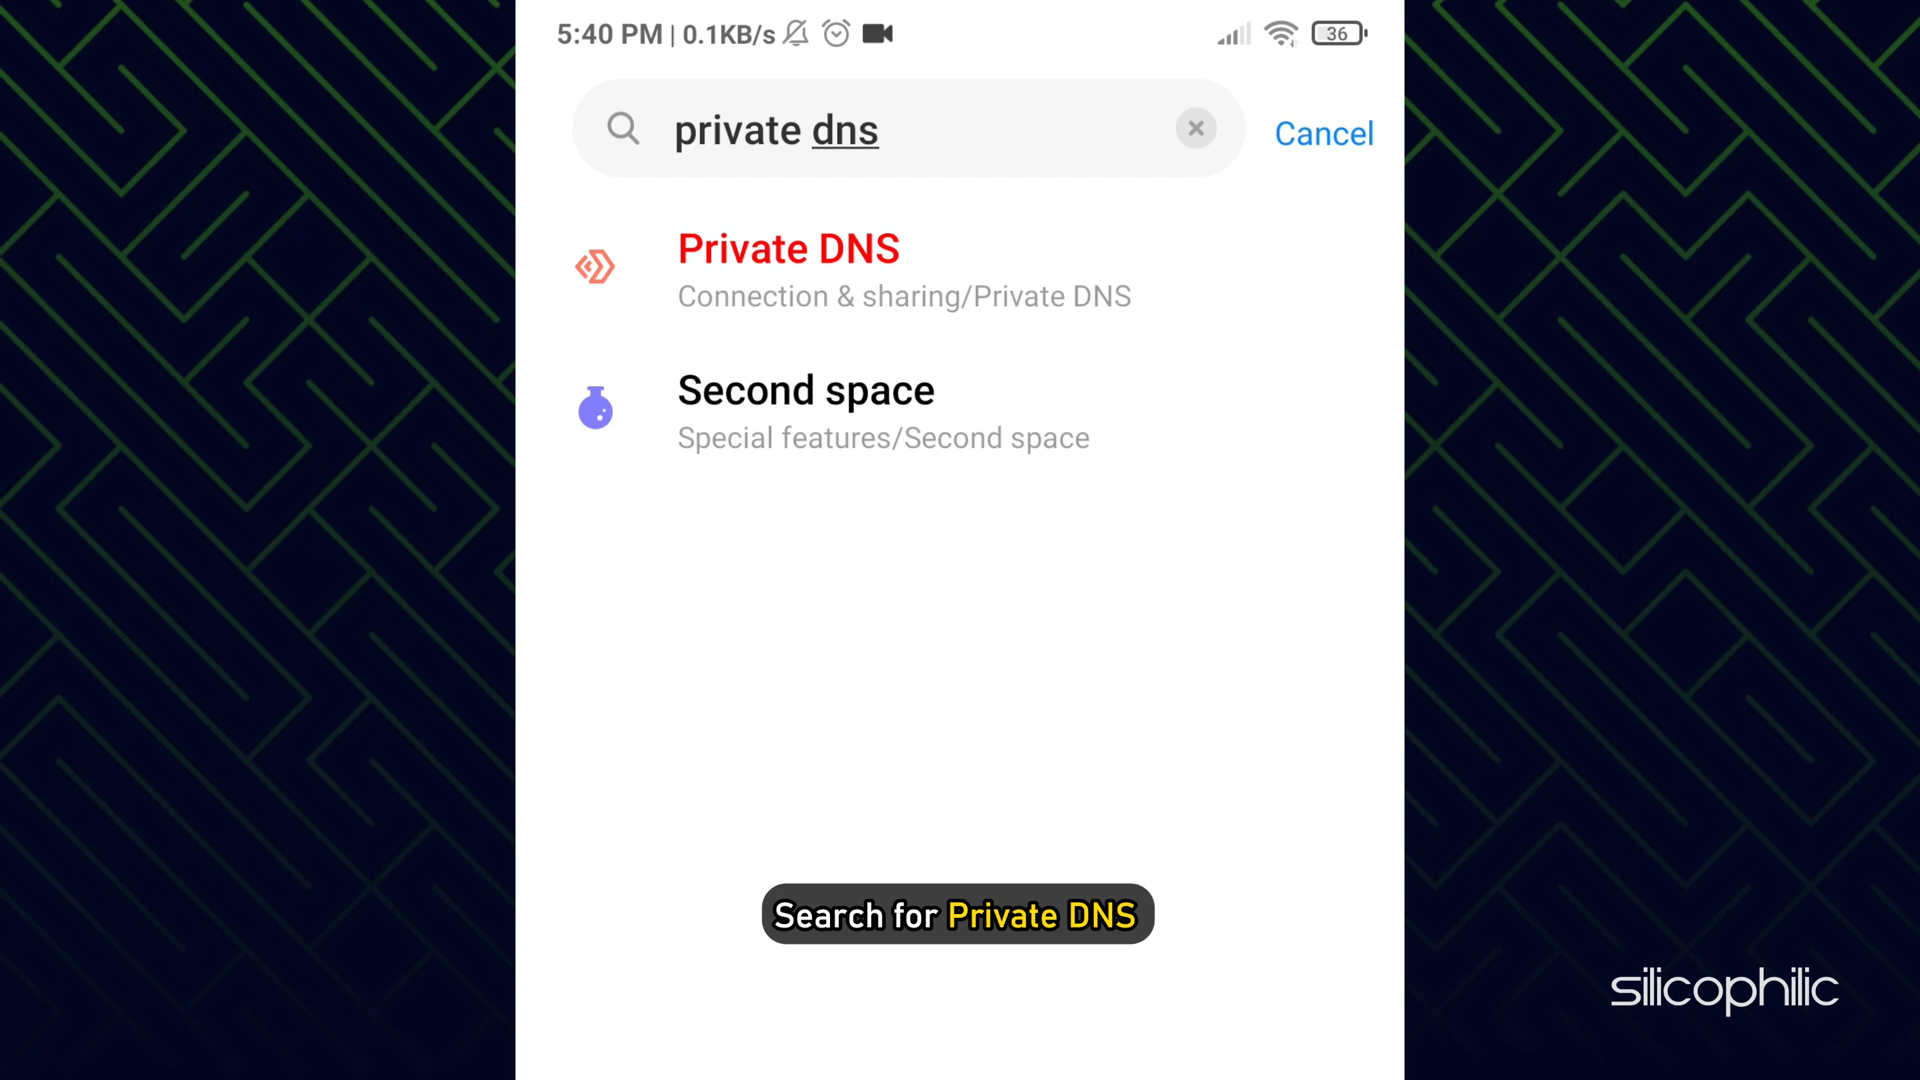 5:40 PM | 0.1KB/s
36
private dns
Cancel
Private DNS
Connection & sharing/Private DNS
Second space
Special features/Second space
Search for Private DNS
silicophilic